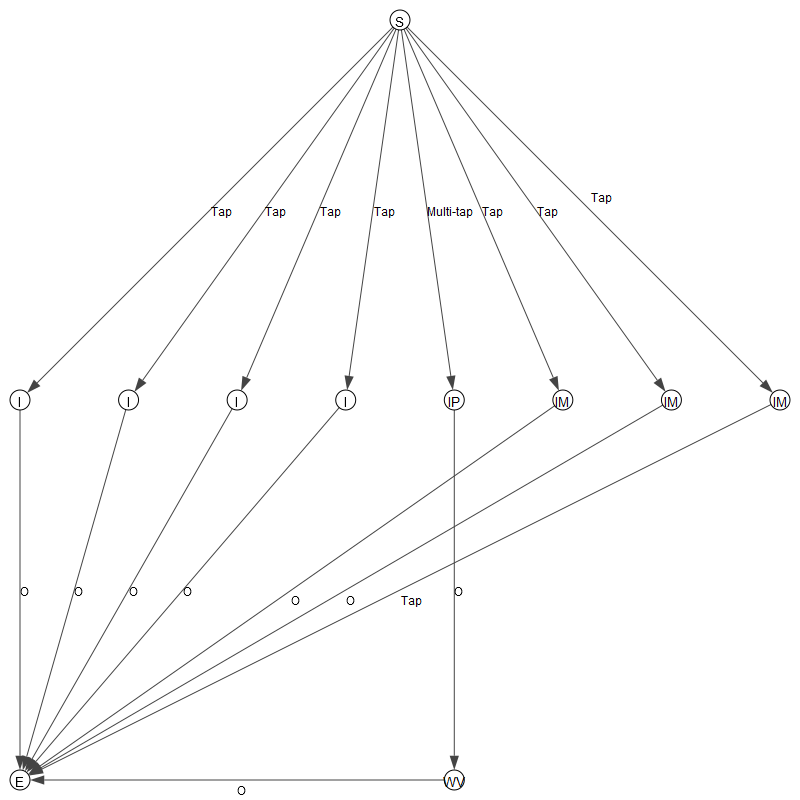 S
Tap
Tap Tap Tap Tap Multi-tap Tap Tap
I I I I IP IM IM IM
O O O O O
O O Tap
E WV
O